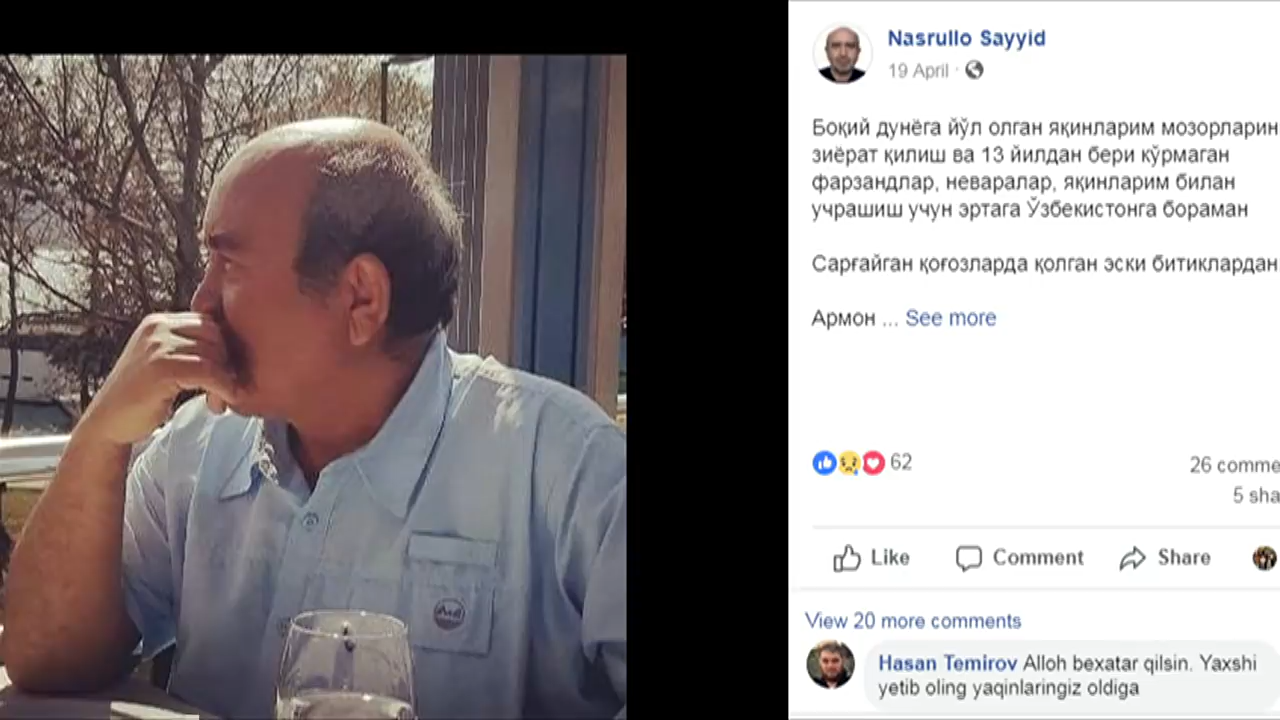 Nasrullo Sayyid
19 April ·
Боқий дунёга йўл олган яқинларим мозорларин
зиёрат қилиш ва 13 йилдан бери кўрмаган
фарзандлар, неваралар, яқинларим билан
учрашиш учун эртага Ўзбекистонга бораман
Сарғайган қоғозларда қолган эски битиклардан
Армон ... See more
62
26 comme
5 sha
Like Comment Share
View 20 more comments
Hasan Temirov Alloh bexatar qilsin. Yaxshi
yetib oling yaqinlaringiz oldiga